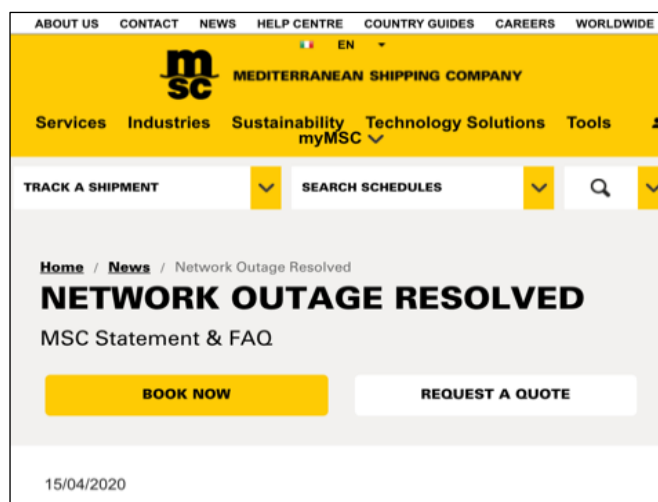 ABOUT US CONTACT NEWS HELP CENTRE COUNTRY GUIDES CAREERS WORLDWIDE
EN
msc MEDITERRANEAN SHIPPING COMPANY
Services Industries Sustainability Technology Solutions Tools
myMSC
TRACK A SHIPMENT SEARCH SCHEDULES
Home / News / Network Outage Resolved
NETWORK OUTAGE RESOLVED
MSC Statement & FAQ
BOOK NOW REQUEST A QUOTE
15/04/2020